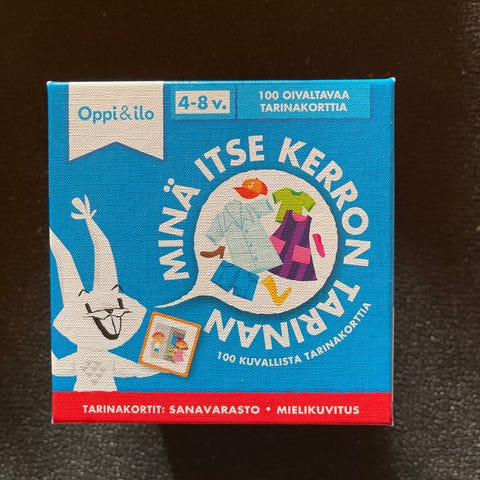 Oppi&ilo
4-8 v.
100 OIVALTAVAA
TARINAKORTTIA
MINÄ ITSE KERRON TARINAN
100 KUVALLISTA TARINAKORTTIA
TARINAKORTIT: SANAVARASTO • MIELIKUVITUS